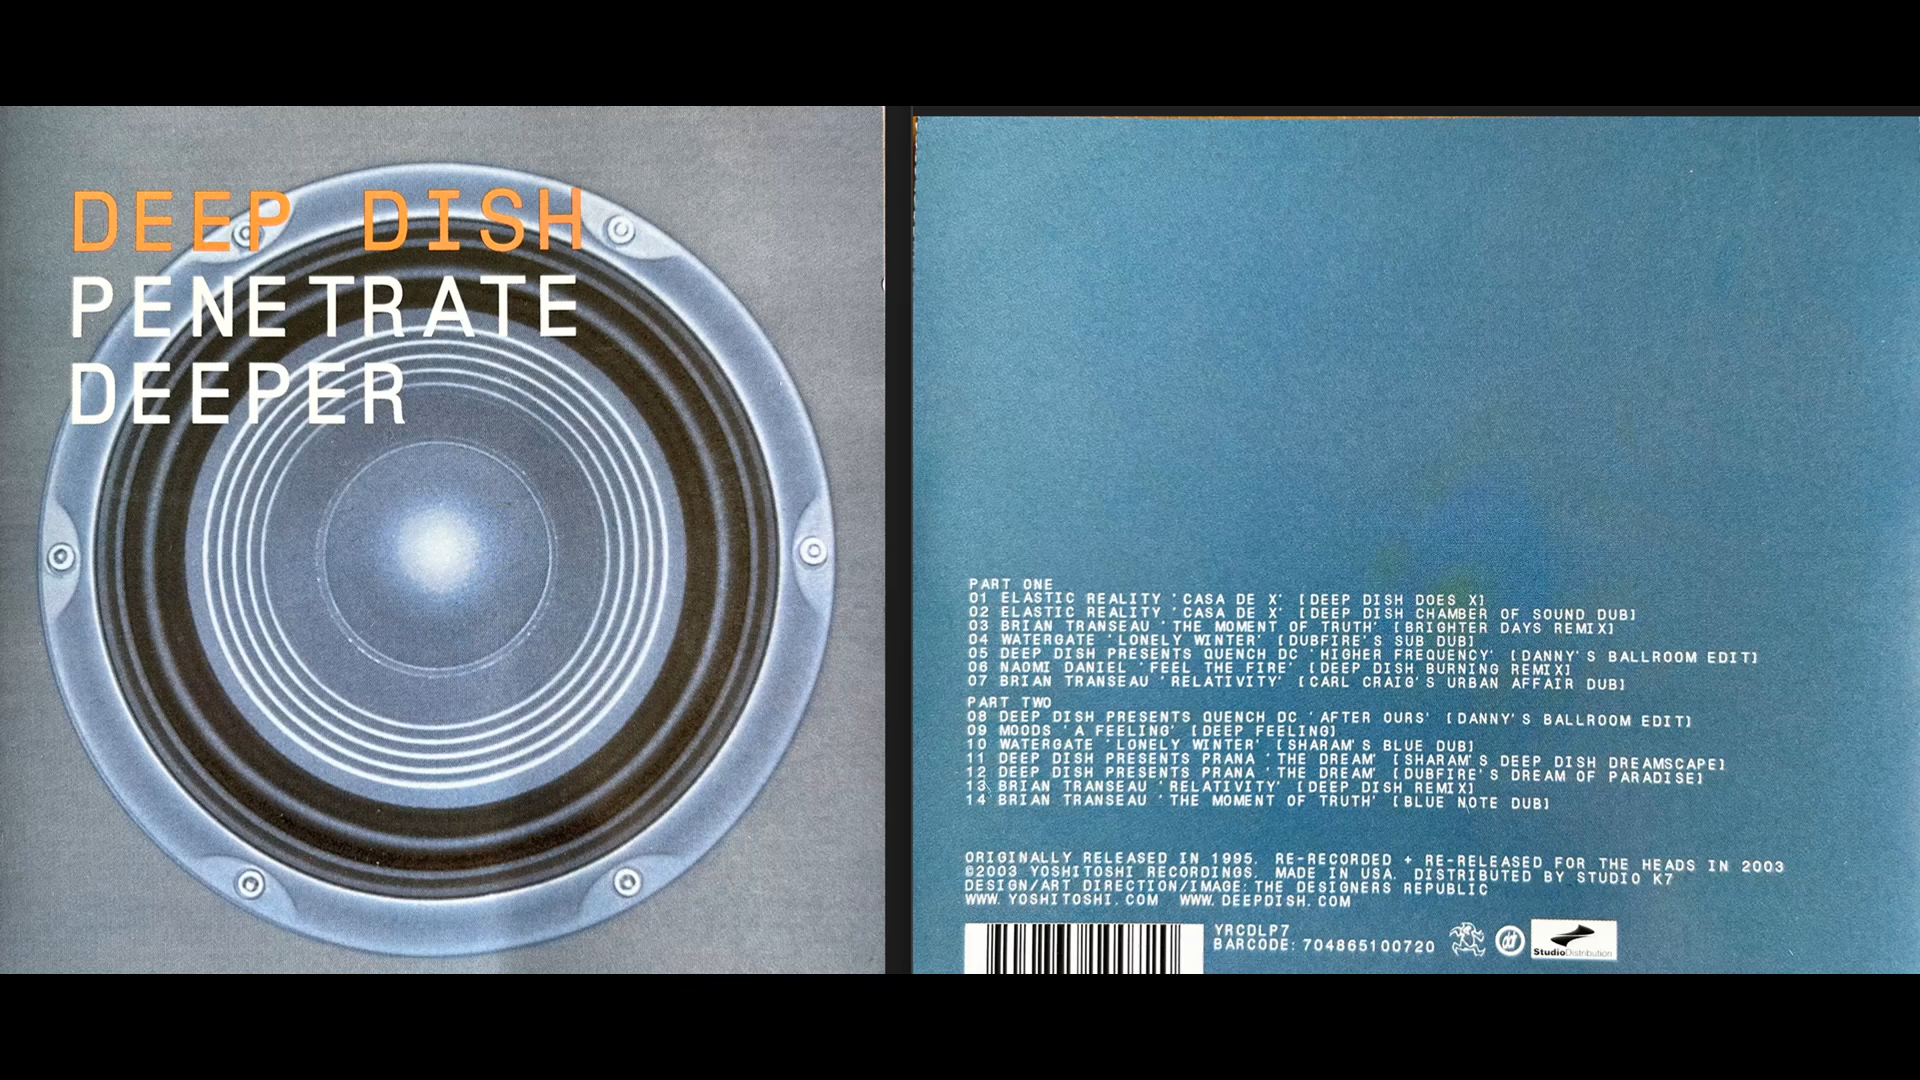 DEEP DISH
PENETRATE
DEEPER
PART ONE
01 ELASTIC REALITY 'CASA DE X' [DEEP DISH DOES X]
02 ELASTIC REALITY 'CASA DE X' [DEEP DISH CHAMBER OF SOUND DUB]
03 BRIAN TRANSEAU 'THE MOMENT OF TRUTH' [BRIGHTER DAYS REMIX]
04 WATERGATE 'LONELY WINTER' [DUBFIRE'S SUB DUB]
05 DEEP DISH PRESENTS QUENCH DC 'HIGHER FREQUENCY' [DANNY'S BALLROOM EDIT]
06 NAOMI DANIEL 'FEEL THE FIRE' [DEEP DISH BURNING REMIX]
07 BRIAN TRANSEAU 'RELATIVITY' [CARL CRAIG'S URBAN AFFAIR DUB]
PART TWO
08 DEEP DISH PRESENTS QUENCH DC 'AFTER OURS' [DANNY'S BALLROOM EDIT]
09 MOODS 'A FEELING' [DEEP FEELING]
10 WATERGATE 'LONELY WINTER' [SHARAM'S BLUE DUB]
11 DEEP DISH PRESENTS PRANA 'THE DREAM' [SHARAM'S DEEP DISH DREAMSCAPE]
12 DEEP DISH PRESENTS PRANA 'THE DREAM' [DUBFIRE'S DREAM OF PARADISE]
13 BRIAN TRANSEAU 'RELATIVITY' [DEEP DISH REMIX]
14 BRIAN TRANSEAU 'THE MOMENT OF TRUTH' [BLUE NOTE DUB]
ORIGINALLY RELEASED IN 1995. RE-RECORDED + RE-RELEASED FOR THE HEADS IN 2003
©2003 YOSHITOSHI RECORDINGS. MADE IN USA. DISTRIBUTED BY STUDIO K7
DESIGN/ART DIRECTION/IMAGE: THE DESIGNERS REPUBLIC
WWW.YOSHITOSHI.COM WWW.DEEPDISH.COM
YRCDLP7
BARCODE: 704865100720
dd
StudioDistribution